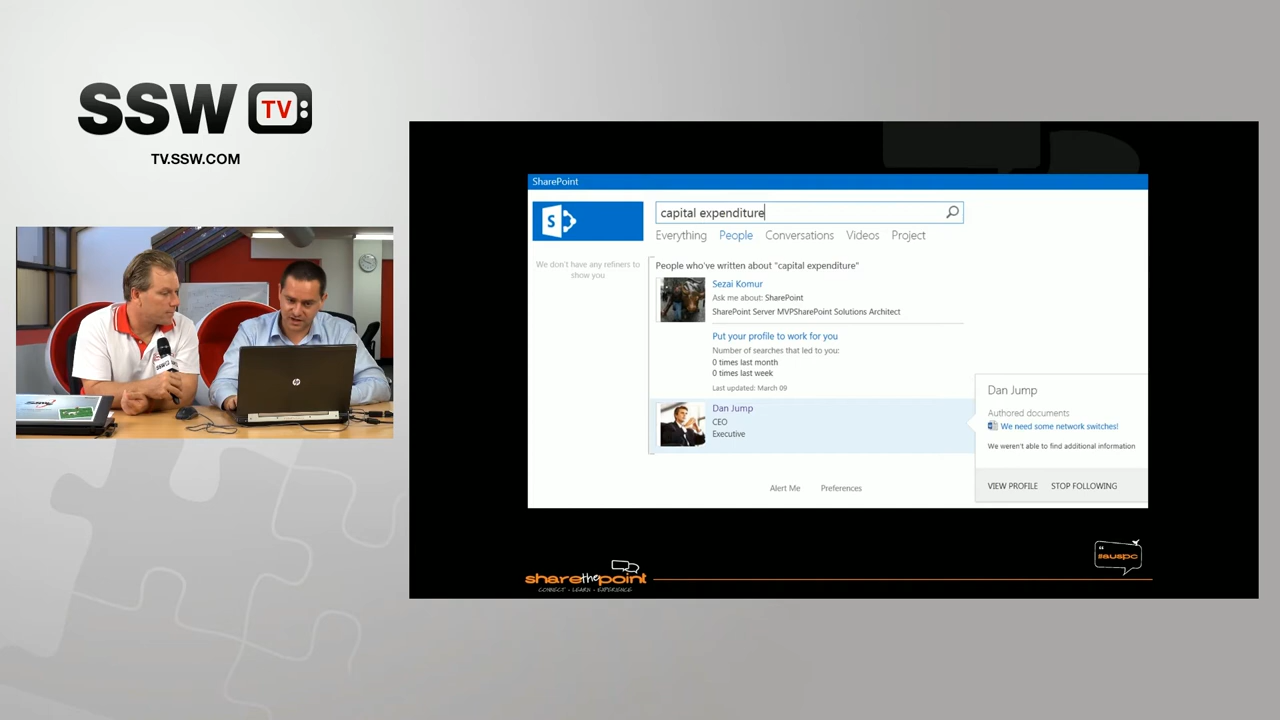 SSW TV:
TV.SSW.COM
SharePoint
S
capital expenditure
Everything People Conversations Videos Project
We don't have any refiners to
show you
People who've written about "capital expenditure"
Sezai Komur
Ask me about: SharePoint
SharePoint Server MVPSharePoint Solutions Architect
Put your profile to work for you
Number of searches that led to you:
0 times last month
0 times last week
Last updated: March 09
Dan Jump
CEO
Executive
Dan Jump
Authored documents
We need some network switches!
We weren't able to find additional information
VIEW PROFILE STOP FOLLOWING
Alert Me Preferences
sharethepoint
CONNECT - LEARN - EXPERIENCE
#auspc
hp